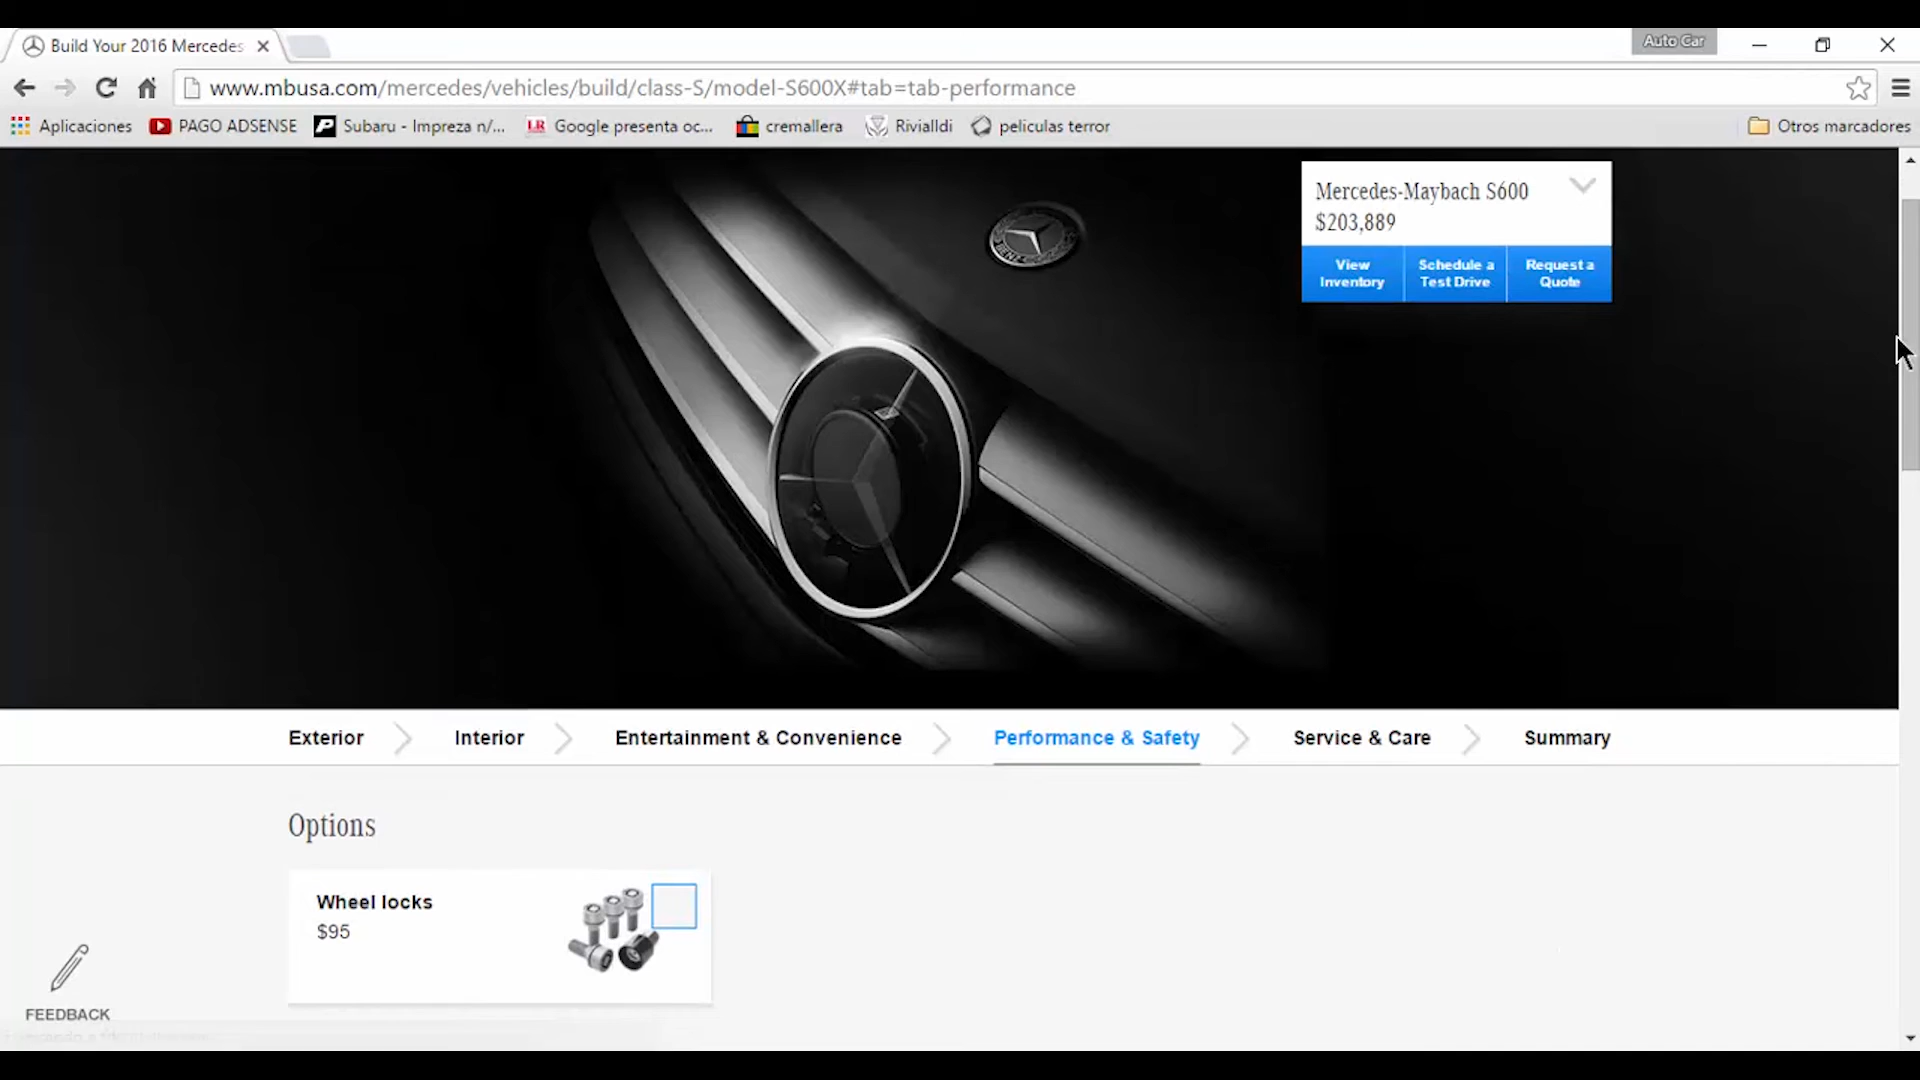 Build Your 2016 Mercedes
Auto Car
www.mbusa.com/mercedes/vehicles/build/class-S/model-S600X#tab=tab-performance
Aplicaciones
PAGO ADSENSE
Subaru - Impreza n/...
LR
Google presenta oc...
cremallera
Rivialldi
peliculas terror
Otros marcadores
BENZ
Mercedes-Maybach S600
$203,889
View Inventory
Schedule a Test Drive
Request a Quote
Exterior
Interior
Entertainment & Convenience
Performance & Safety
Service & Care
Summary
Options
Wheel locks
$95
FEEDBACK